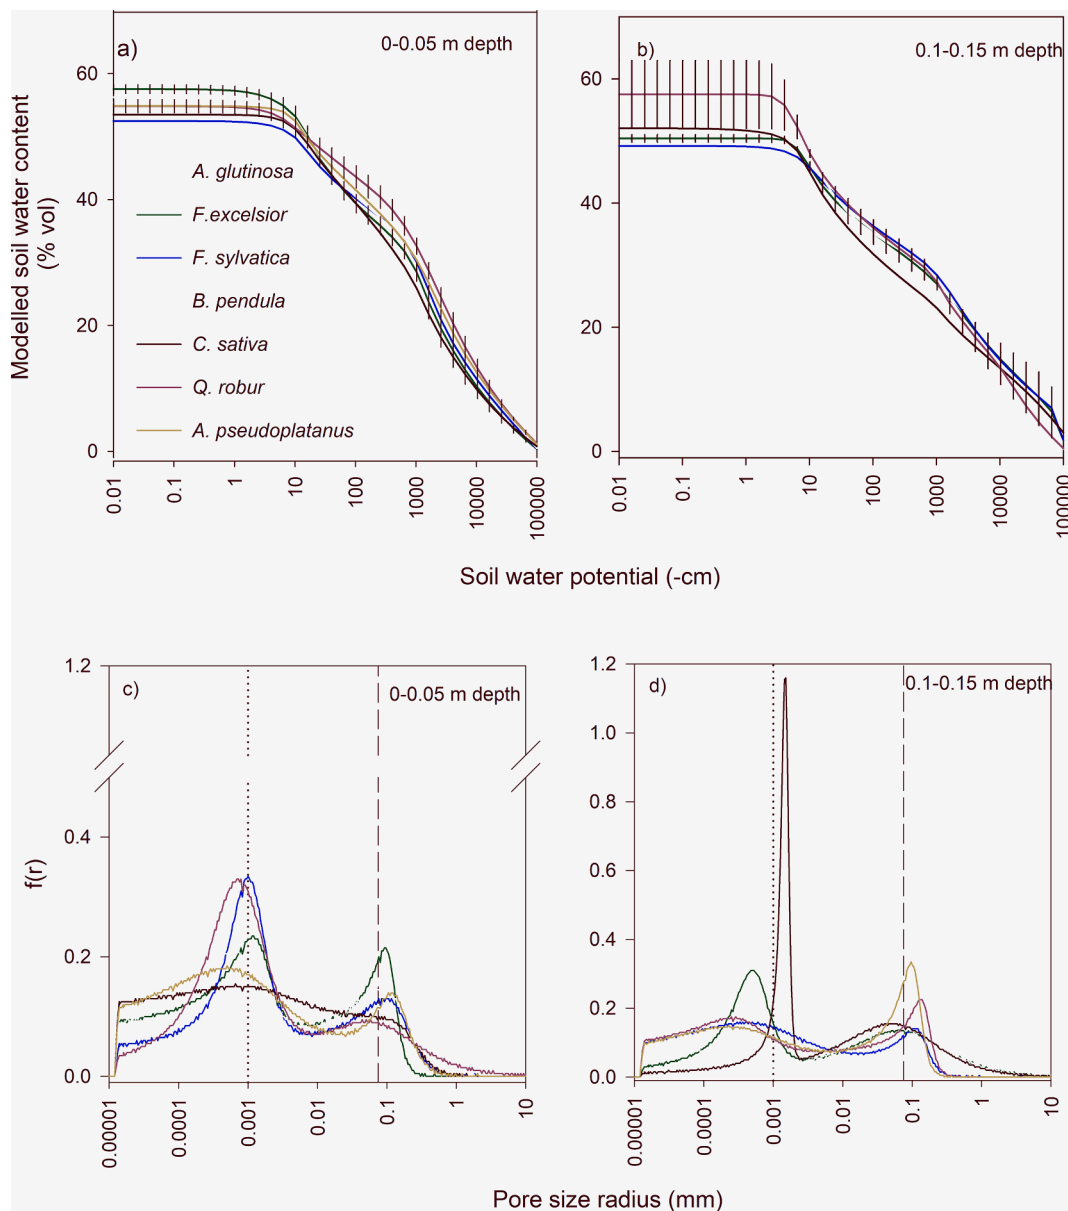 a)
0-0.05 m depth
60
40
20
0
Modelled soil water content
(% vol)
A. glutinosa
F.excelsior
F. sylvatica
B. pendula
C. sativa
Q. robur
A. pseudoplatanus
0.01
0.1
1
10
100
1000
10000
100000
b)
0.1-0.15 m depth
60
40
20
0
0.01
0.1
1
10
100
1000
10000
100000
Soil water potential (-cm)
c)
0-0.05 m depth
1.2
0.4
0.2
0.0
f(r)
0.00001
0.00001
0.001
0.01
0.1
1
10
d)
0.1-0.15 m depth
1.2
1.0
0.8
0.6
0.4
0.2
0.0
0.00001
0.00001
0.001
0.01
0.1
1
10
Pore size radius (mm)